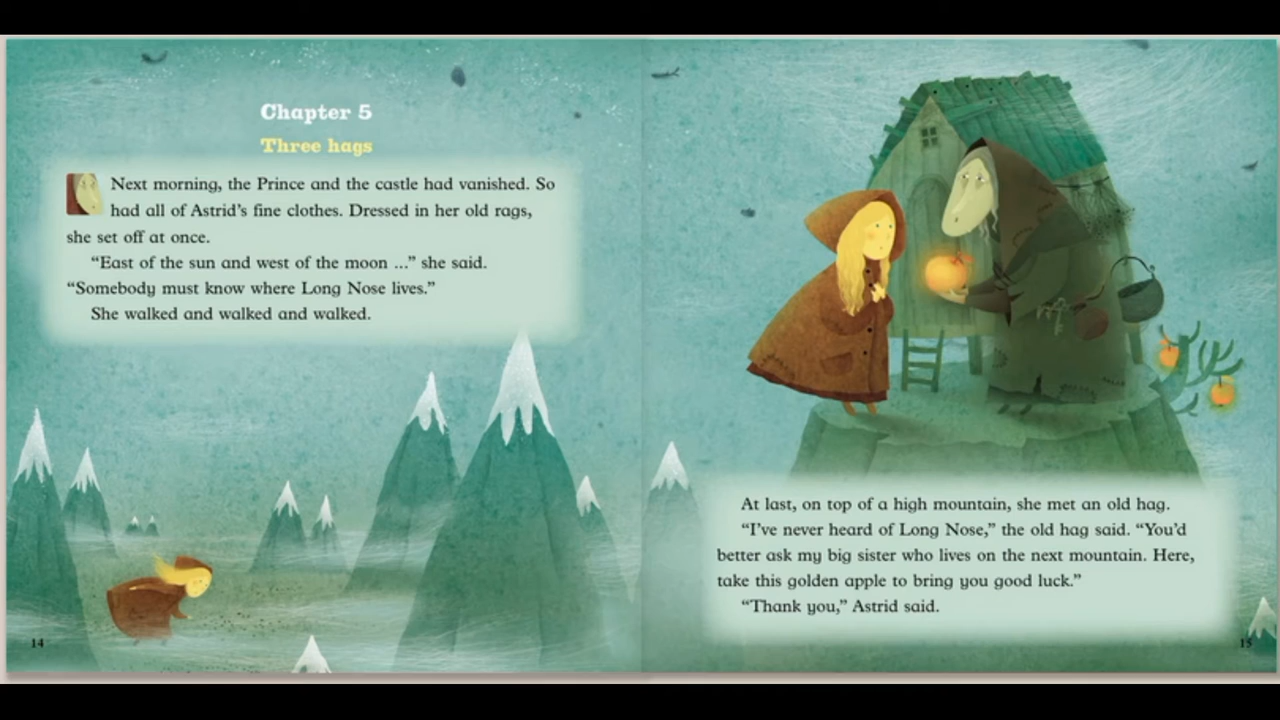 Chapter 5
Three hags
Next morning, the Prince and the castle had vanished. So
had all of Astrid’s fine clothes. Dressed in her old rags,
she set off at once.
“East of the sun and west of the moon ...” she said.
“Somebody must know where Long Nose lives.”
She walked and walked and walked.
14
At last, on top of a high mountain, she met an old hag.
“I’ve never heard of Long Nose,” the old hag said. “You’d
better ask my big sister who lives on the next mountain. Here,
take this golden apple to bring you good luck.”
“Thank you,” Astrid said.
15